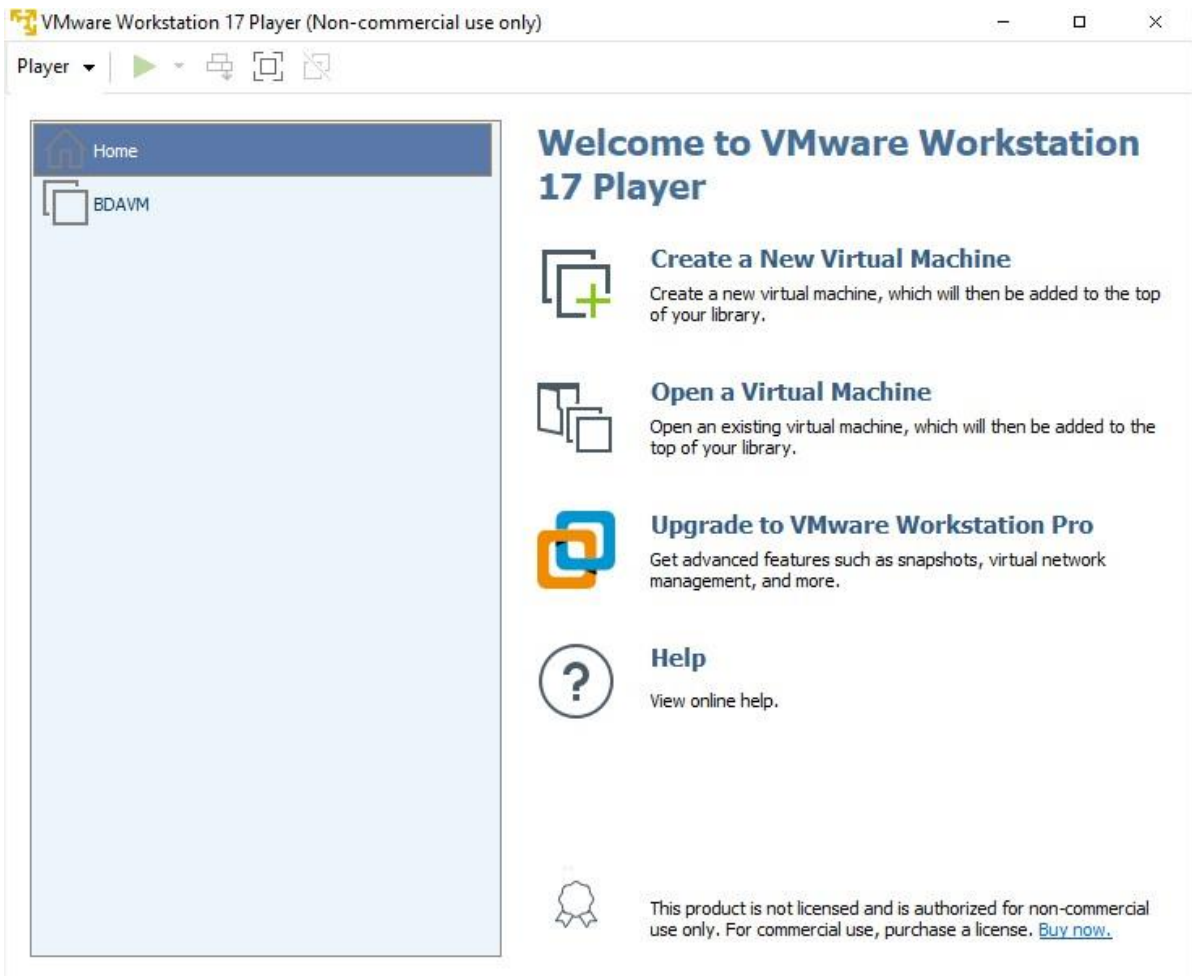 VMware Workstation 17 Player (Non-commercial use only)
Player
Home
BDAVM
Welcome to VMware Workstation
17 Player
Create a New Virtual Machine
Create a new virtual machine, which will then be added to the top
of your library.
Open a Virtual Machine
Open an existing virtual machine, which will then be added to the
top of your library.
Upgrade to VMware Workstation Pro
Get advanced features such as snapshots, virtual network
management, and more.
Help
View online help.
This product is not licensed and is authorized for non-commercial
use only. For commercial use, purchase a license. Buy now.